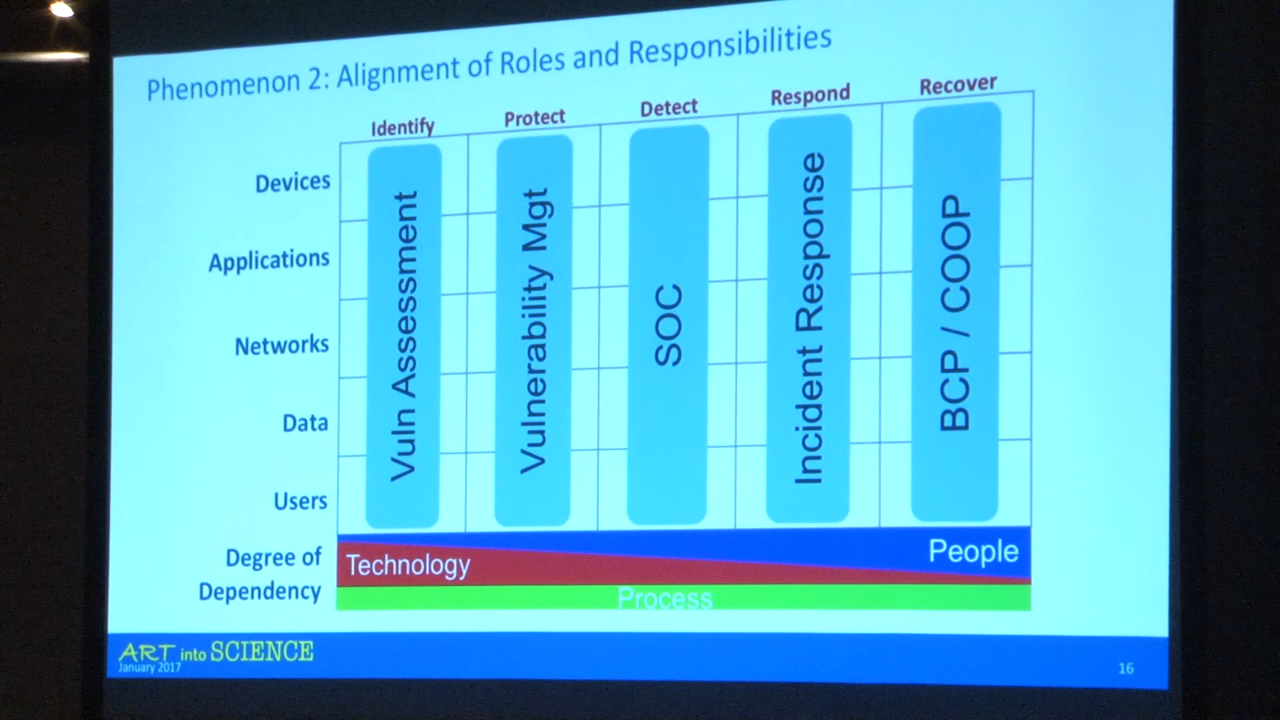 Phenomenon 2: Alignment of Roles and Responsibilities
Identify Protect Detect Respond Recover
Devices
Applications
Networks
Data
Users
Vuln Assessment
Vulnerability Mgt
SOC
Incident Response
BCP / COOP
Degree of
Dependency
Technology
People
Process
ART into SCIENCE
January 2017
16